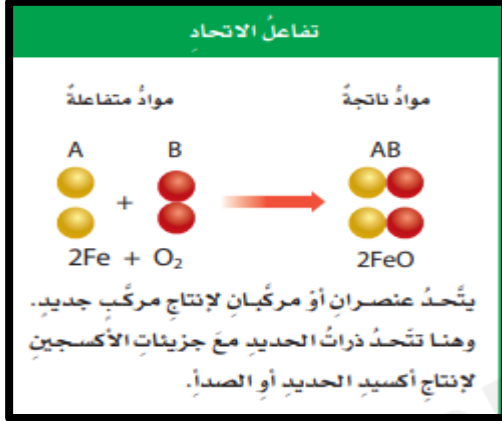 تفاعلُ الاتحادِ
موادُّ متفاعلةٌ
موادُّ ناتجةٌ
A B AB
+
2Fe + O₂ 2FeO
يتَّحدُ عنصرانِ أوْ مركَّبانِ لإنتاجِ مركَّبٍ جديدٍ.
وهنا تتَّحدُ ذراتُ الحديدِ معَ جزيئاتِ الأكسجينِ
لإنتاجِ أكسيدِ الحديدِ أوِ الصدأِ.